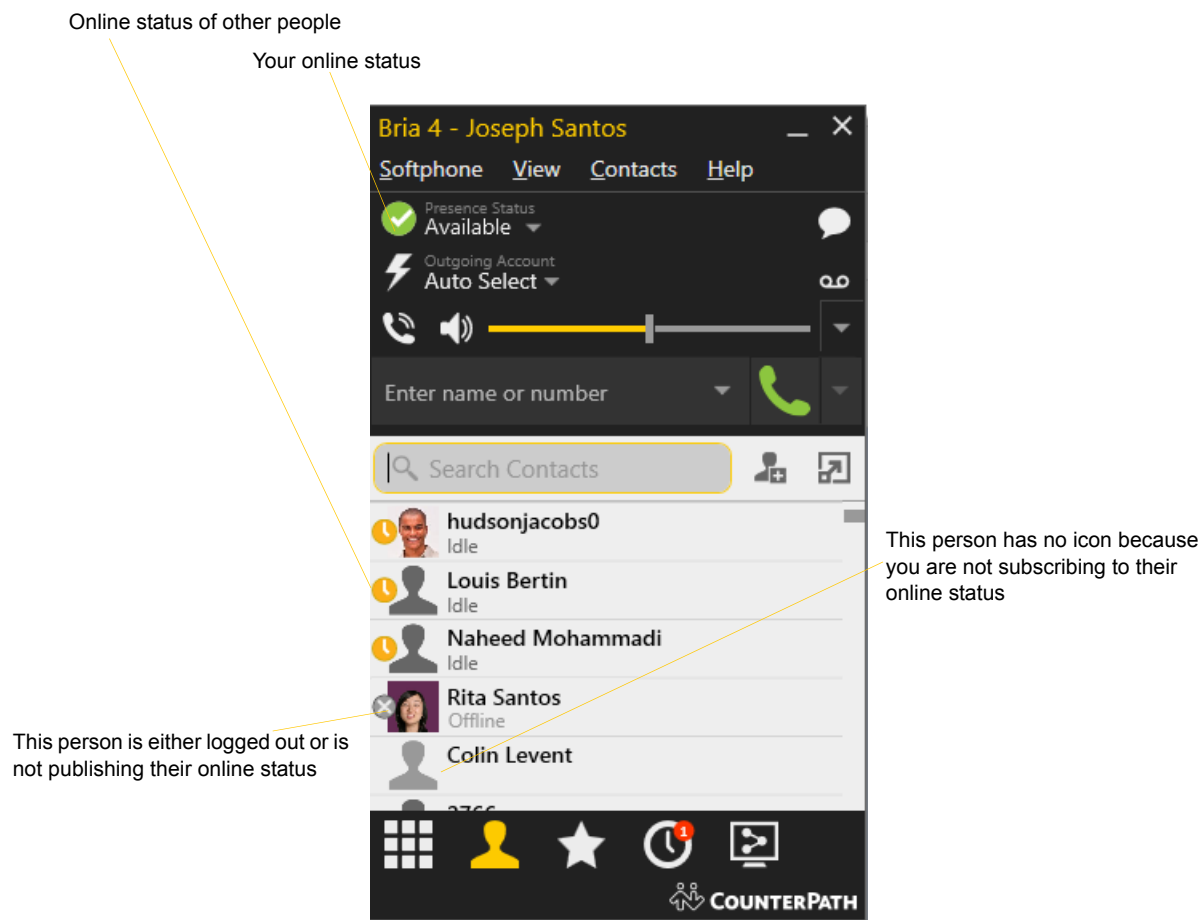 Online status of other people
Your online status
Bria 4 - Joseph Santos
Softphone View Contacts Help
Presence Status
Available
Outgoing Account
Auto Select
Enter name or number
Search Contacts
hudsonjacobs0
Idle
Louis Bertin
Idle
Naheed Mohammadi
Idle
Rita Santos
Offline
Colin Levent
This person has no icon because
you are not subscribing to their
online status
This person is either logged out or is
not publishing their online status
1
COUNTERPATH